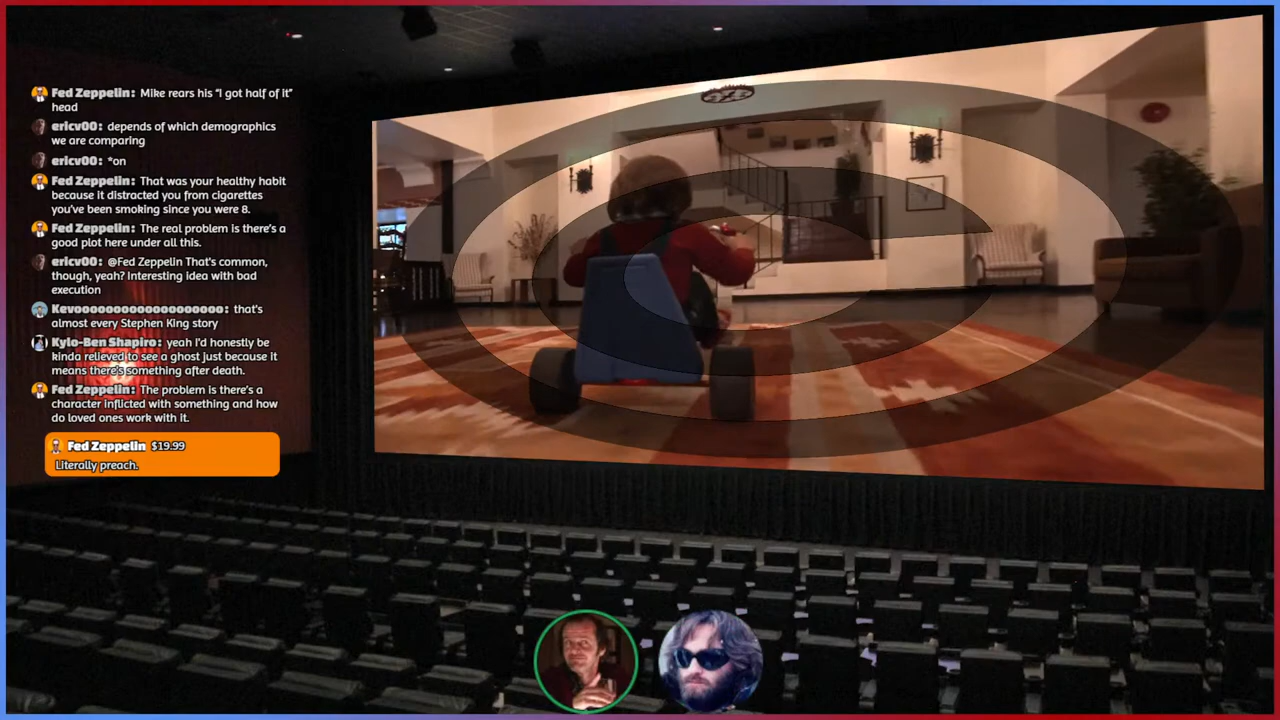 Fed Zeppelin: Mike rears his "I got half of it"
head
ericv00: depends of which demographics
we are comparing
ericv00: *on
Fed Zeppelin: That was your healthy habit
because it distracted you from cigarettes
you've been smoking since you were 8.
Fed Zeppelin: The real problem is there's a
good plot here under all this.
ericv00: @Fed Zeppelin That's common,
though, yeah? Interesting idea with bad
execution
Kevoooooooooooooooooooo: that's
almost every Stephen King story
Kylo-Ben Shapiro: yeah I'd honestly be
kinda relieved to see a ghost just because it
means there's something after death.
Fed Zeppelin: The problem is there's a
character inflicted with something and how
do loved ones work with it.
Fed Zeppelin $19.99
Literally preach.